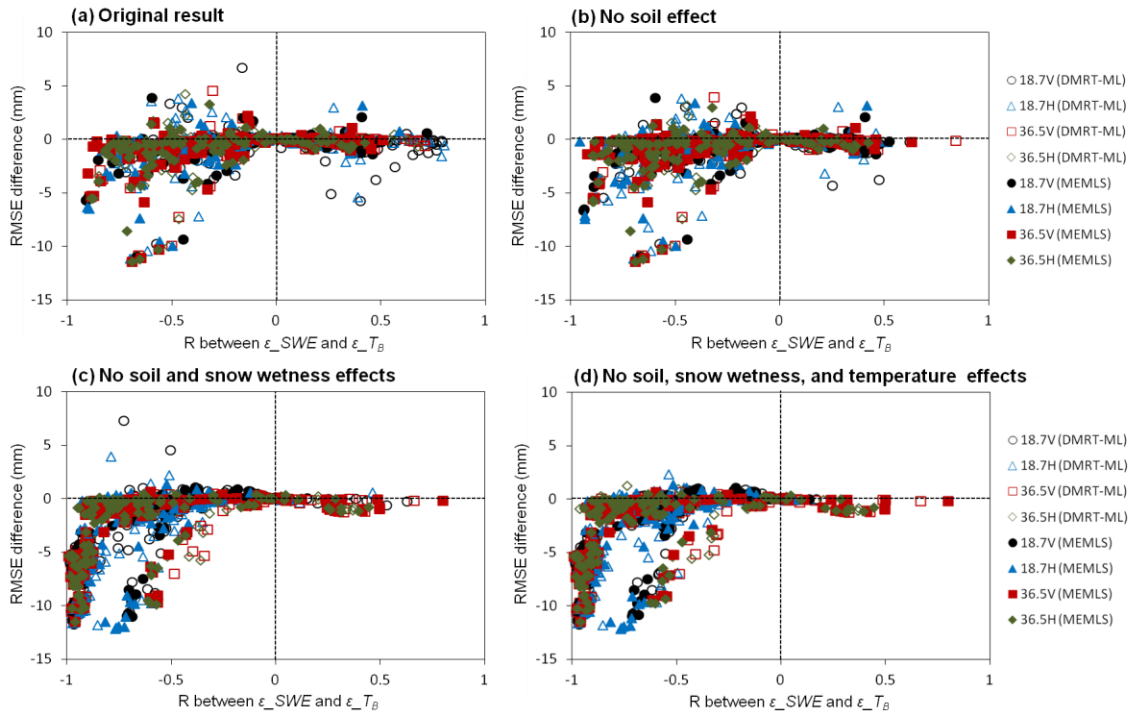 (a) Original result
(b) No soil effect
RMSE difference (mm)
10
5
0
-5
-10
-15
-1
-0.5
0
0.5
1
R between ε_SWE and ε_T_B
RMSE difference (mm)
10
5
0
-5
-10
-15
-1
-0.5
0
0.5
1
R between ε_SWE and ε_T_B
18.7V (DMRT-ML)
18.7H (DMRT-ML)
36.5V (DMRT-ML)
36.5H (DMRT-ML)
18.7V (MEMLS)
18.7H (MEMLS)
36.5V (MEMLS)
36.5H (MEMLS)
(c) No soil and snow wetness effects
(d) No soil, snow wetness, and temperature effects
RMSE difference (mm)
10
5
0
-5
-10
-15
-1
-0.5
0
0.5
1
R between ε_SWE and ε_T_B
RMSE difference (mm)
10
5
0
-5
-10
-15
-1
-0.5
0
0.5
1
R between ε_SWE and ε_T_B
18.7V (DMRT-ML)
18.7H (DMRT-ML)
36.5V (DMRT-ML)
36.5H (DMRT-ML)
18.7V (MEMLS)
18.7H (MEMLS)
36.5V (MEMLS)
36.5H (MEMLS)